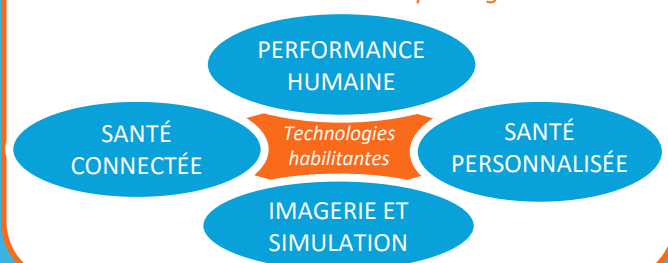 PERFORMANCE
HUMAINE
SANTÉ
CONNECTÉE
Technologies
habilitantes
SANTÉ
PERSONNALISÉE
IMAGERIE ET
SIMULATION